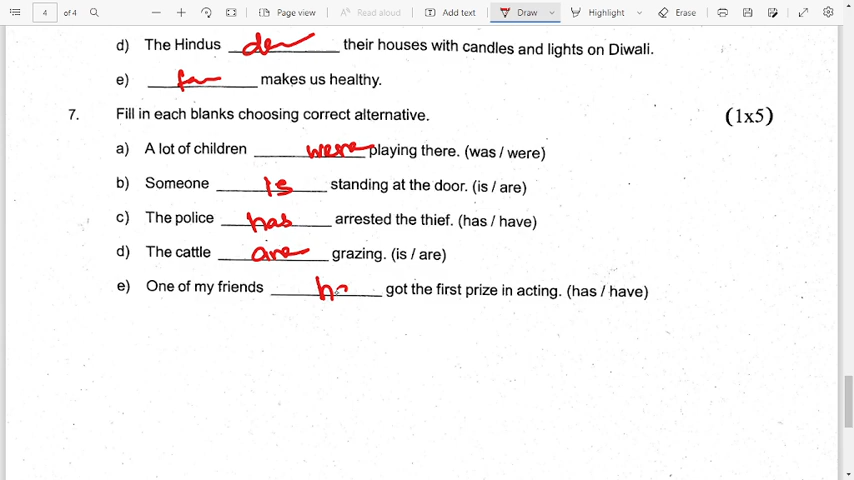 4 of 4 Page view Read aloud Add text Draw Highlight Erase
d) The Hindus their houses with candles and lights on Diwali.
e) makes us healthy.
7. Fill in each blanks choosing correct alternative. (1x5)
a) A lot of children were playing there. (was / were)
b) Someone is standing at the door. (is / are)
c) The police has arrested the thief. (has / have)
d) The cattle are grazing. (is / are)
e) One of my friends got the first prize in acting. (has / have)